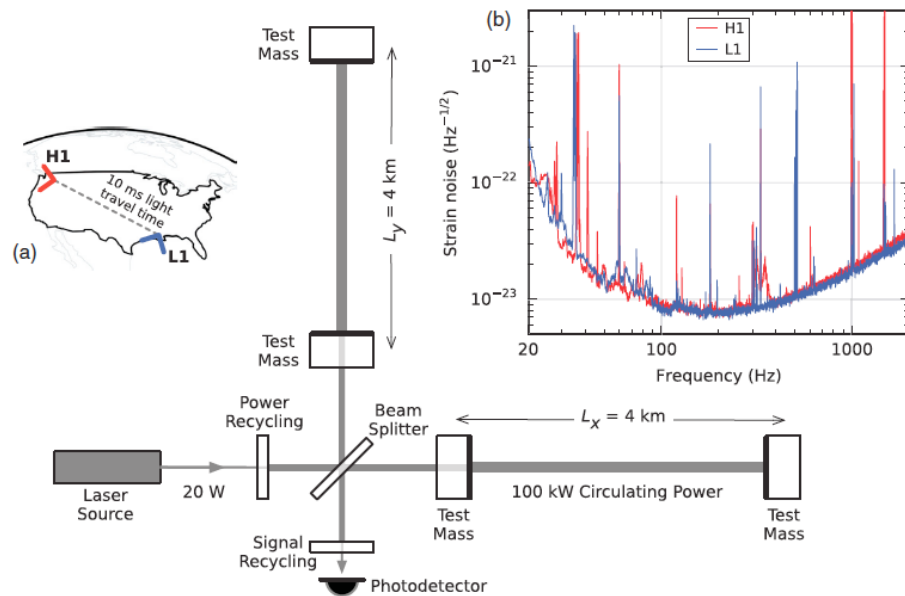 Test
Mass
L_y = 4 km
Test
Mass
(a)
H1
10 ms light
travel time
L1
(b)
H1
L1
Strain noise (Hz^{-1/2})
10^{-21}
10^{-22}
10^{-23}
20
100
1000
Frequency (Hz)
Power
Recycling
Beam
Splitter
L_x = 4 km
Laser
Source
20 W
100 kW Circulating Power
Test
Mass
Test
Mass
Signal
Recycling
Photodetector